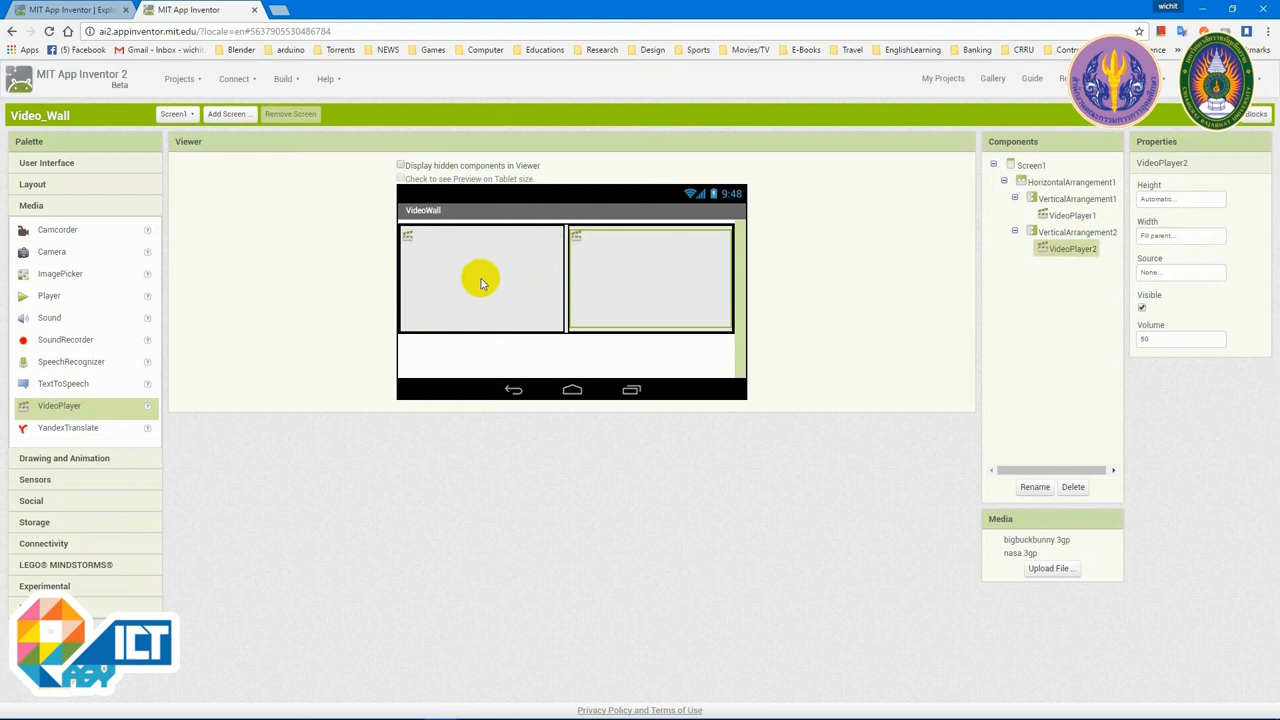 MIT App Inventor | Explo
MIT App Inventor
wichit
ai2.appinventor.mit.edu/?locale=en#5637905530486784
Apps
(5) Facebook
Gmail - Inbox - wichit
Blender
arduino
Torrents
NEWS
Games
Computer
Educations
Research
Design
Sports
Movies/TV
E-Books
Travel
EnglishLearning
Banking
CRRU
MIT App Inventor 2
Beta
Projects
Connect
Build
Help
My Projects
Gallery
Guide
Video_Wall
Screen1
Add Screen ...
Remove Screen
Blocks
Palette
Viewer
Components
Properties
User Interface
Layout
Media
Camcorder
Camera
ImagePicker
Player
Sound
SoundRecorder
SpeechRecognizer
TextToSpeech
VideoPlayer
YandexTranslate
Drawing and Animation
Sensors
Social
Storage
Connectivity
LEGO® MINDSTORMS®
Experimental
Display hidden components in Viewer
Check to see Preview on Tablet size.
9:48
VideoWall
Screen1
HorizontalArrangement1
VerticalArrangement1
VideoPlayer1
VerticalArrangement2
VideoPlayer2
Rename
Delete
Media
bigbuckbunny.3gp
nasa.3gp
Upload File ...
VideoPlayer2
Height
Automatic...
Width
Fill parent...
Source
None...
Visible
Volume
50
ICT
Privacy Policy and Terms of Use